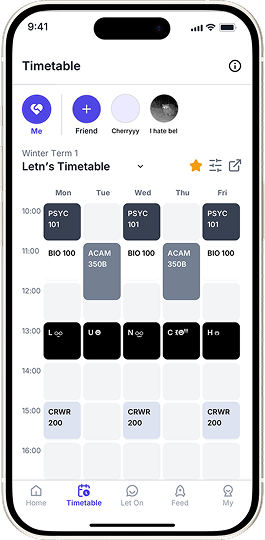 9:41
Timetable
Me
Friend
Cherryyy
I hate bel
Winter Term 1
Letn's Timetable
Mon Tue Wed Thu Fri
10:00 PSYC 101 PSYC 101 PSYC 101
11:00 BIO 100 ACAM 350B BIO 100 ACAM 350B BIO 100
12:00
13:00 L U N C H
14:00
15:00 CRWR 200 CRWR 200 CRWR 200
16:00
Home Timetable Let On Feed My